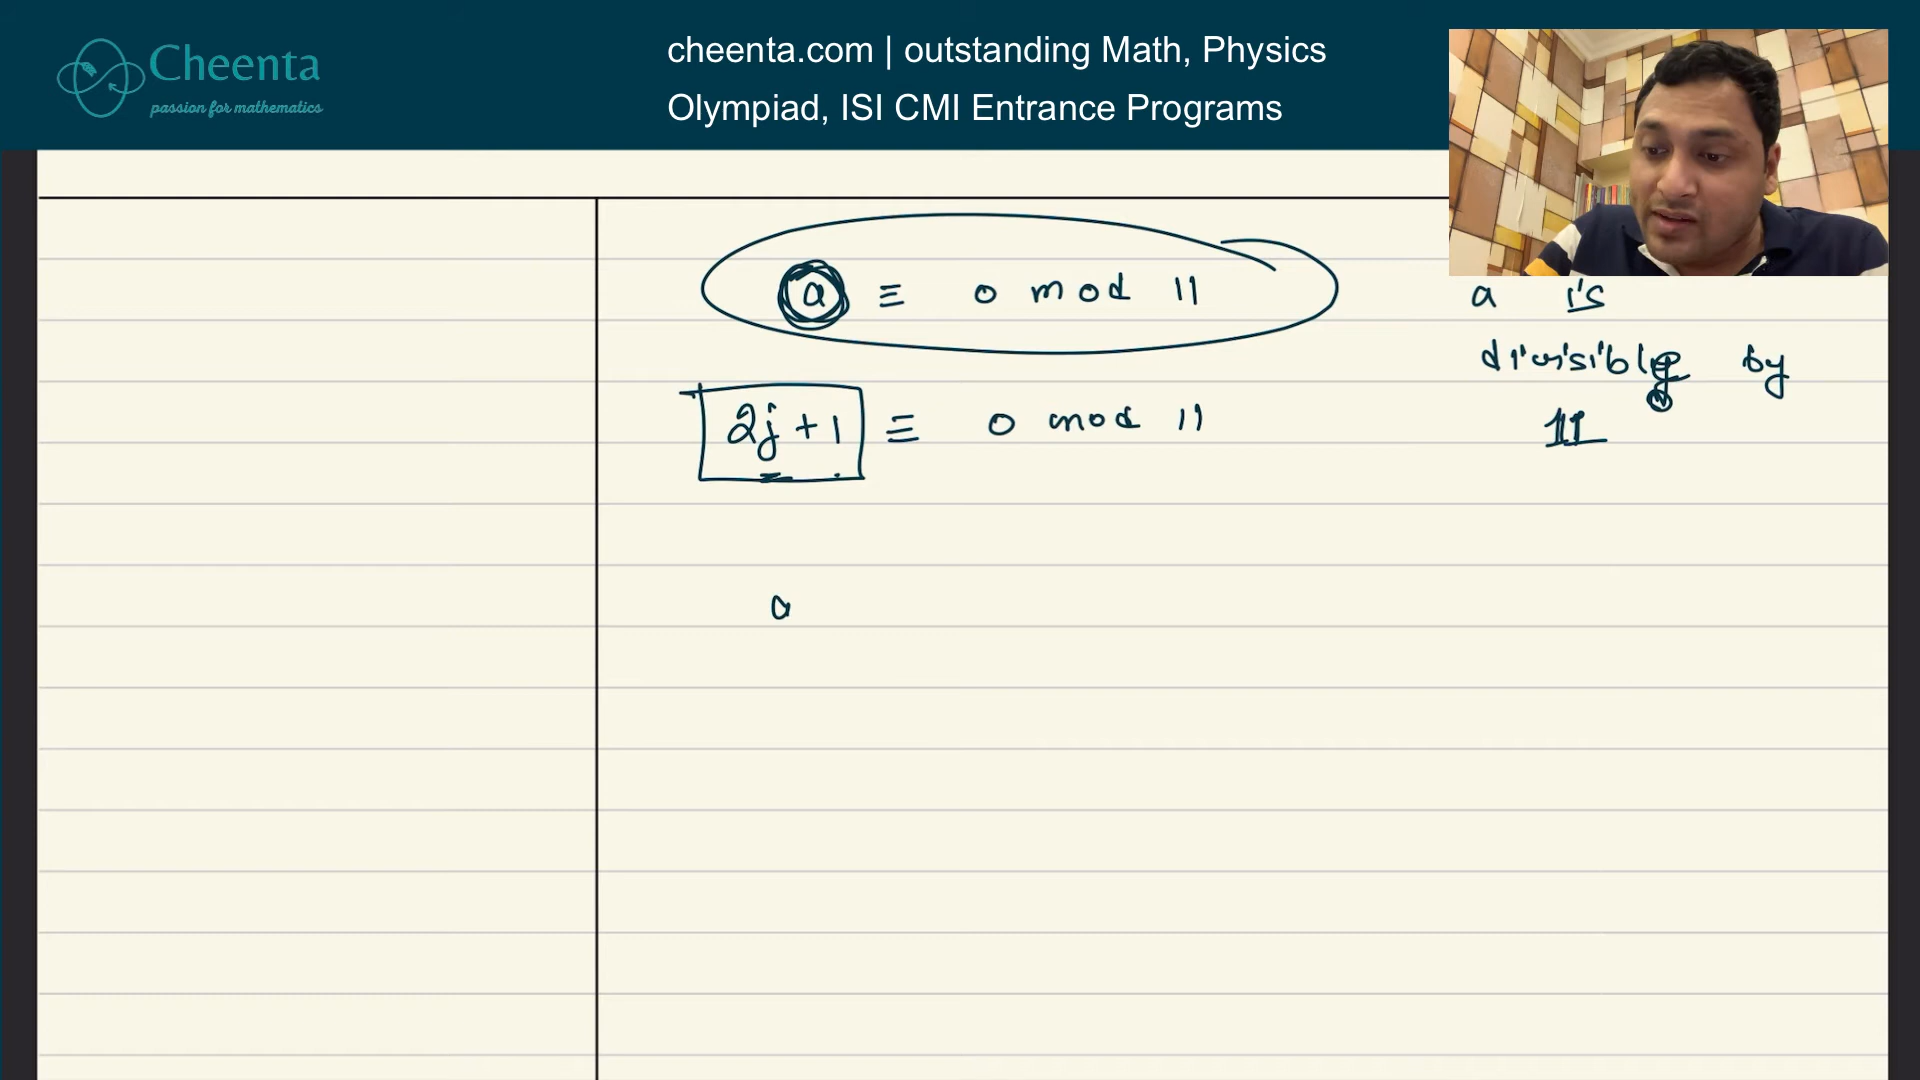 Cheenta
passion for mathematics
cheenta.com | outstanding Math, Physics
Olympiad, ISI CMI Entrance Programs
a ≡ 0 mod 11
a is
divisible by
11
2j + 1 ≡ 0 mod 11
a